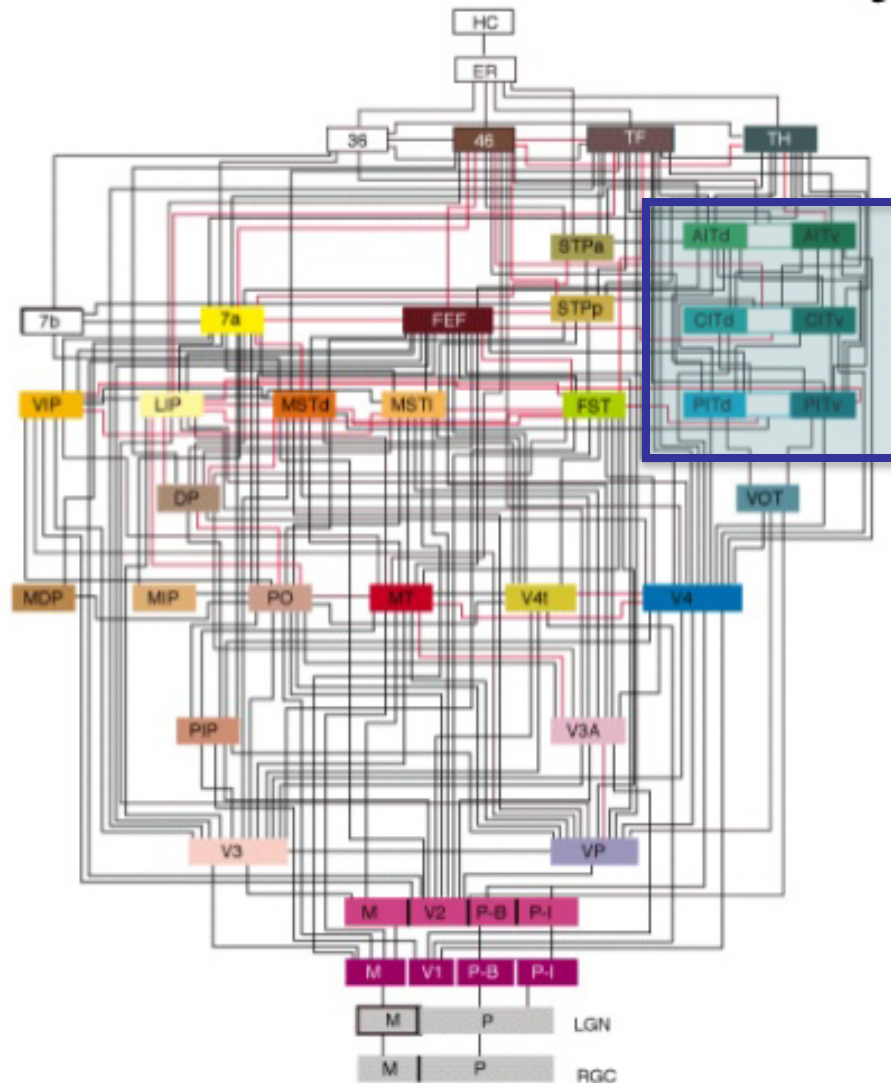 HC
ER
36 46 TF TH
AITd AITv
STPa
STPp
7b 7a FEF CITd CITv
VIP LIP MSTd MSTl FST PITd PITv
DP VOT
MDP MIP PO MT V4t V4
PIP V3A
V3 VP
M V2 P-B P-I
M V1 P-B P-I
M P LGN
M P RGC